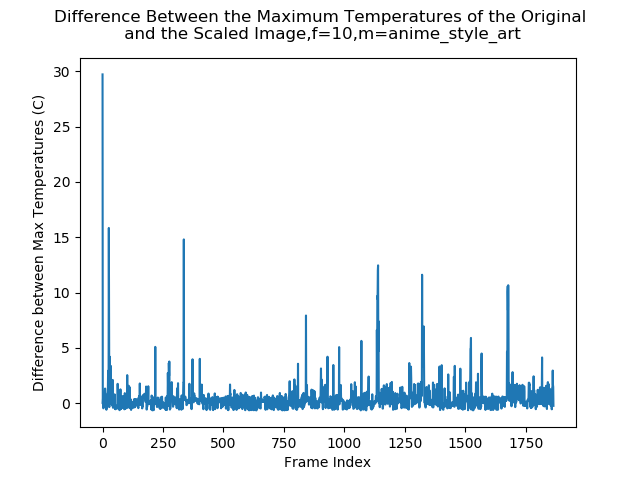 Difference Between the Maximum Temperatures of the Original
and the Scaled Image,f=10,m=anime_style_art
30
25
20
15
10
5
0
Difference between Max Temperatures (C)
0 250 500 750 1000 1250 1500 1750
Frame Index